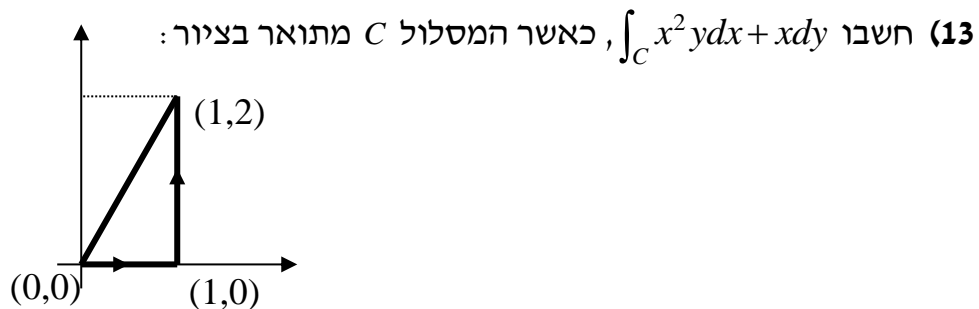 13) חשבו ∫_C x²ydx + xdy, כאשר המסלול C מתואר בציור:
(1,2)
(0,0)
(1,0)